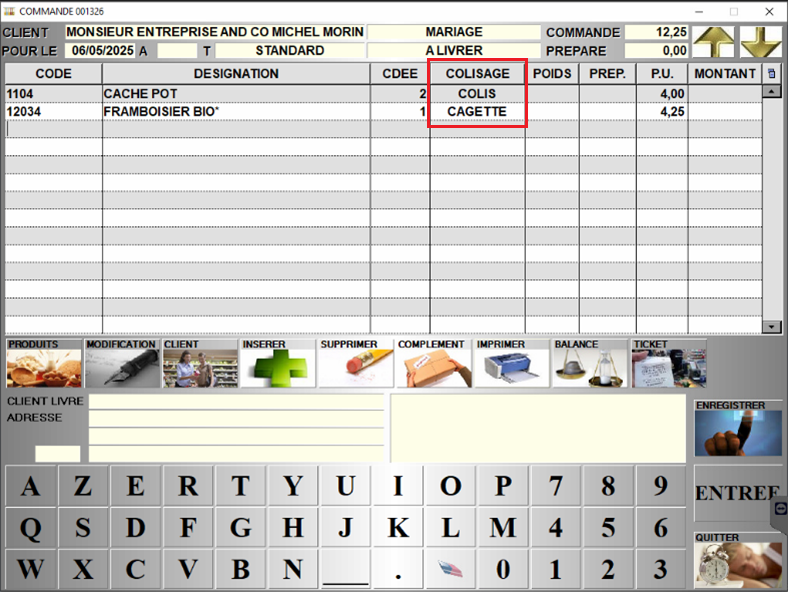 COMMANDE 001326
CLIENT MONSIEUR ENTREPRISE AND CO MICHEL MORIN MARIAGE COMMANDE 12,25
POUR LE 06/05/2025 A T STANDARD A LIVRER PREPARE 0,00
CODE DESIGNATION CDEE COLISAGE POIDS PREP. P.U. MONTANT
1104 CACHE POT 2 COLIS 4,00
12034 FRAMBOISIER BIO* 1 CAGETTE 4,25
PRODUITS MODIFICATION CLIENT INSERER SUPPRIMER COMPLEMENT IMPRIMER BALANCE TICKET
CLIENT LIVRE
ADRESSE
ENREGISTRER
A Z E R T Y U I O P 7 8 9
ENTREE
Q S D F G H J K L M 4 5 6
QUITTER
W X C V B N _ . 0 1 2 3